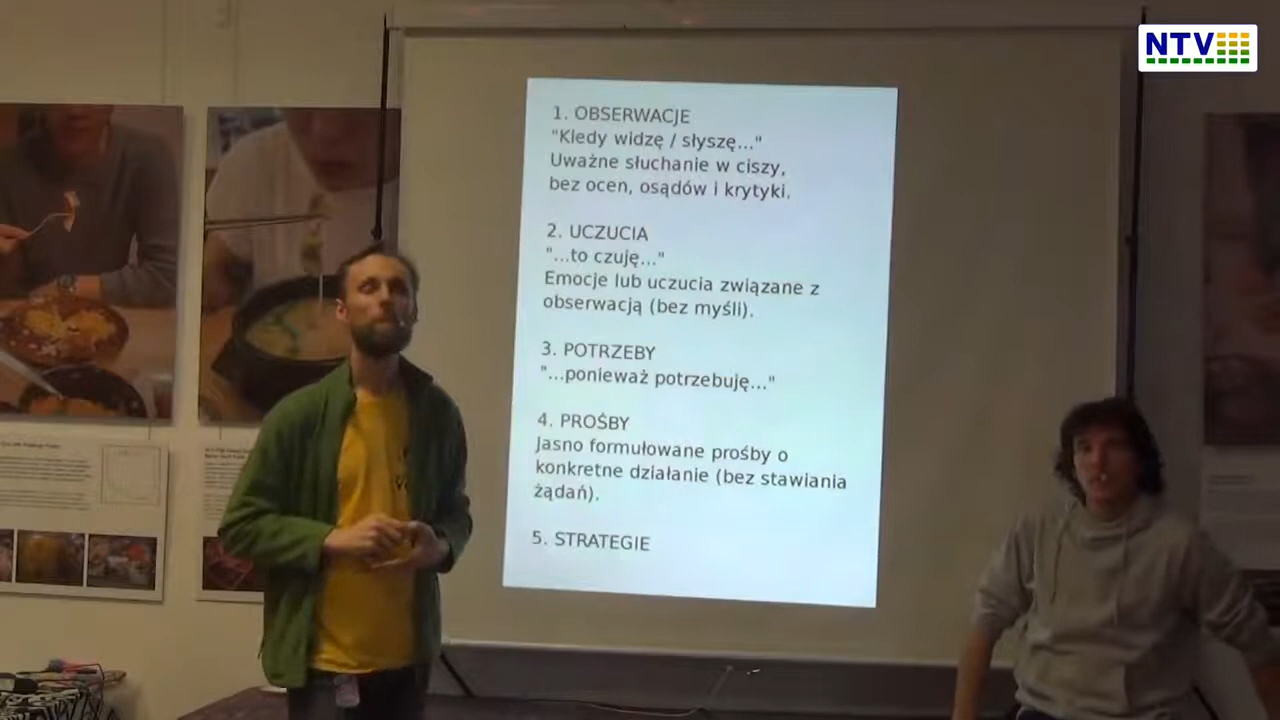 NTV
1. OBSERWACJE
"Kiedy widzę / słyszę..."
Uważne słuchanie w ciszy,
bez ocen, osądów i krytyki.
2. UCZUCIA
"...to czuję..."
Emocje lub uczucia związane z
obserwacją (bez myśli).
3. POTRZEBY
"...ponieważ potrzebuję..."
4. PROŚBY
Jasno formułowane prośby o
konkretne działanie (bez stawiania
żądań).
5. STRATEGIE